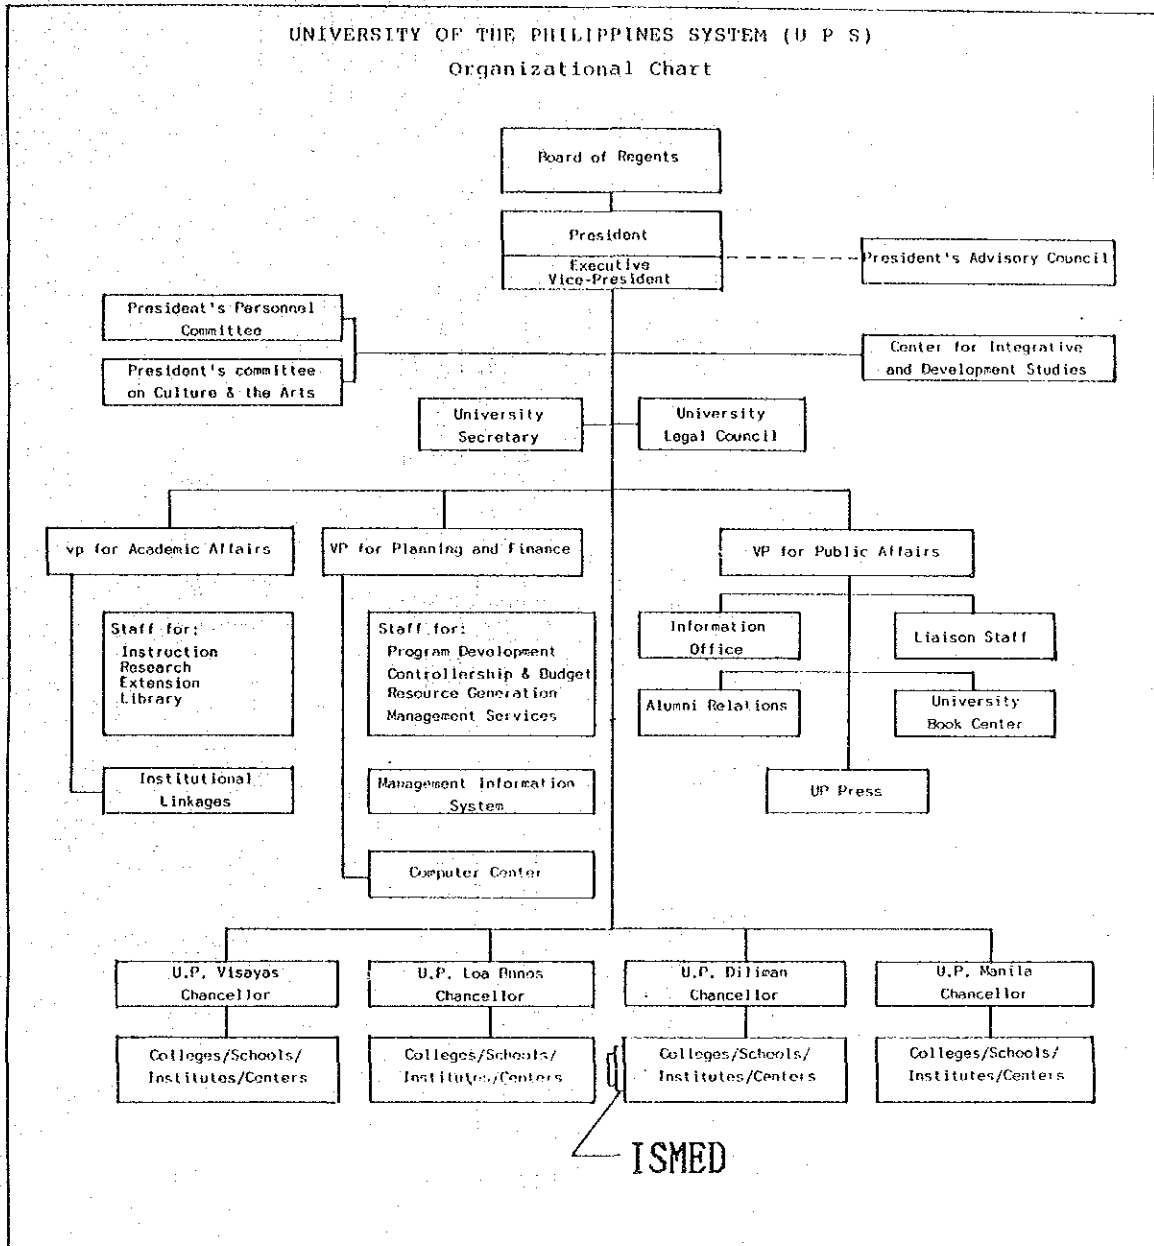 UNIVERSITY OF THE PHILIPPINES SYSTEM (U P S)
Organizational Chart
Board of Regents
President
Executive
Vice-President
President's Advisory Council
President's Personnel
Committee
President's committee
on Culture & the Arts
Center for Integrative
and Development Studies
University
Secretary
University
Legal Council
vp for Academic Affairs
VP for Planning and Finance
VP for Public Affairs
Staff for:
Instruction
Research
Extension
Library
Institutional
Linkages
Staff for:
Program Development
Controllership & Budget
Resource Generation
Management Services
Management Information
System
Computer Center
Information
Office
Liaison Staff
Alumni Relations
University
Book Center
UP Press
U.P. Visayas
Chancellor
U.P. Loa Bnnos
Chancellor
U.P. Diliman
Chancellor
U.P. Manila
Chancellor
Colleges/Schools/
Institutes/Centers
Colleges/Schools/
Institutes/Centers
Colleges/Schools/
Institutes/Centers
Colleges/Schools/
Institutes/Centers
ISMED